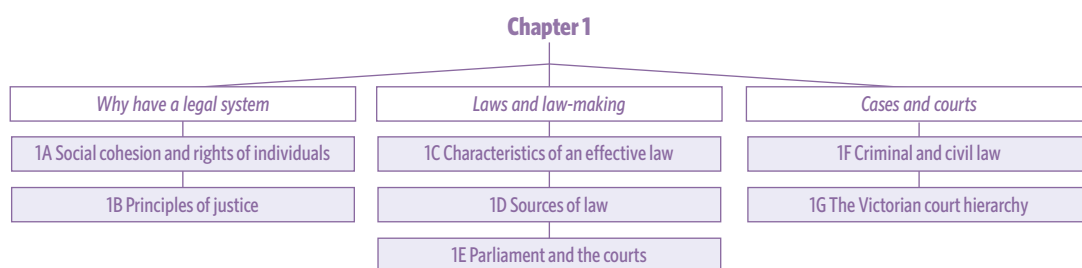 Chapter 1
Why have a legal system
1A Social cohesion and rights of individuals
1B Principles of justice
Laws and law-making
1C Characteristics of an effective law
1D Sources of law
1E Parliament and the courts
Cases and courts
1F Criminal and civil law
1G The Victorian court hierarchy